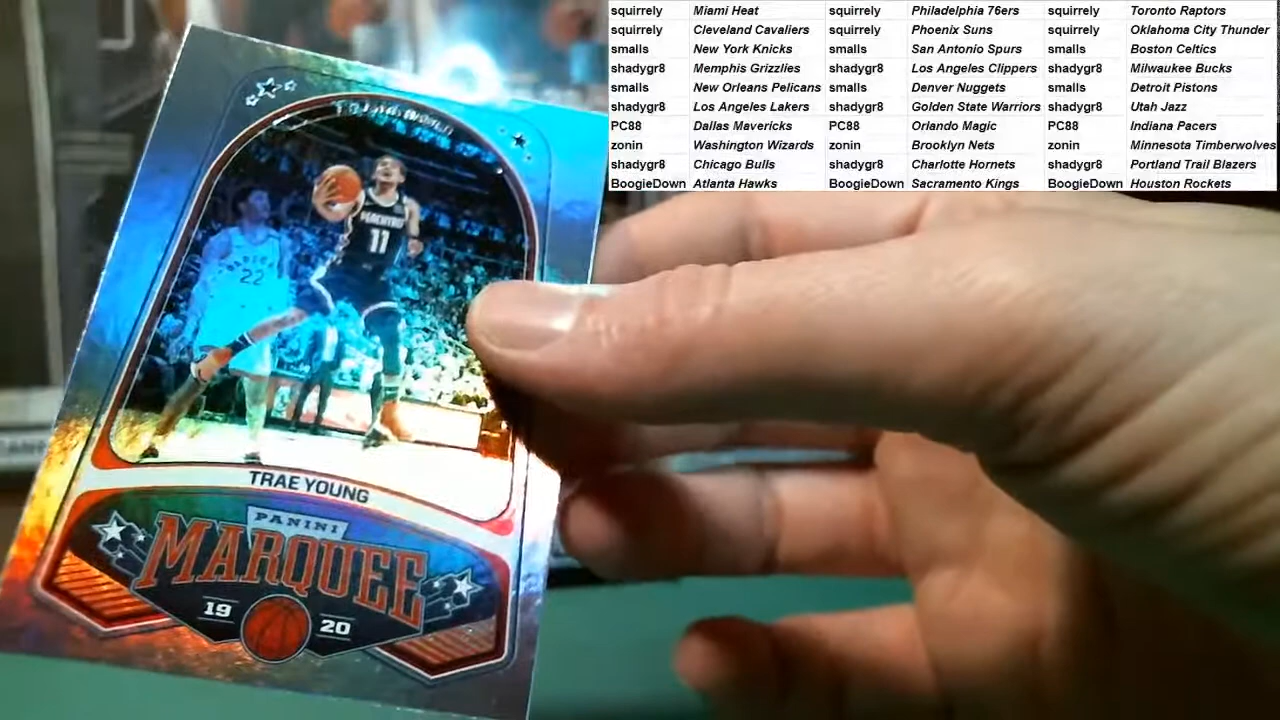 squirrely Miami Heat squirrely Philadelphia 76ers squirrely Toronto Raptors
squirrely Cleveland Cavaliers squirrely Phoenix Suns squirrely Oklahoma City Thunder
smalls New York Knicks smalls San Antonio Spurs smalls Boston Celtics
shadygr8 Memphis Grizzlies shadygr8 Los Angeles Clippers shadygr8 Milwaukee Bucks
smalls New Orleans Pelicans smalls Denver Nuggets smalls Detroit Pistons
shadygr8 Los Angeles Lakers shadygr8 Golden State Warriors shadygr8 Utah Jazz
PC88 Dallas Mavericks PC88 Orlando Magic PC88 Indiana Pacers
zonin Washington Wizards zonin Brooklyn Nets zonin Minnesota Timberwolves
shadygr8 Chicago Bulls shadygr8 Charlotte Hornets shadygr8 Portland Trail Blazers
BoogieDown Atlanta Hawks BoogieDown Sacramento Kings BoogieDown Houston Rockets
11
22
TRAE YOUNG
PANINI
MARQUEE
19 20